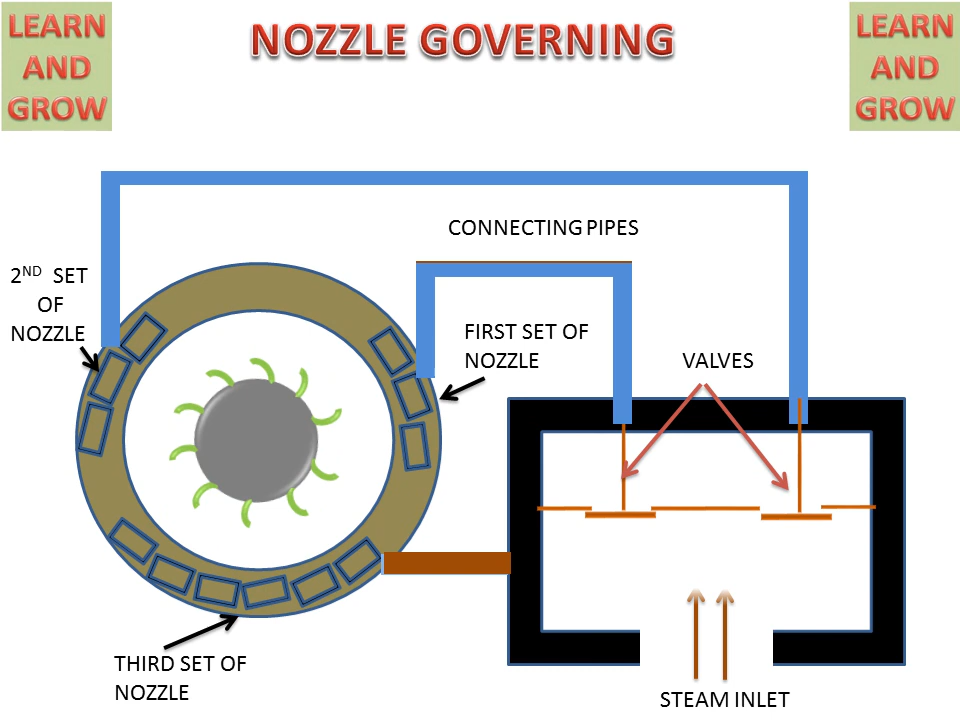 LEARN
AND
GROW
NOZZLE GOVERNING
LEARN
AND
GROW
CONNECTING PIPES
2ND SET
OF
NOZZLE
FIRST SET OF
NOZZLE
VALVES
THIRD SET OF
NOZZLE
STEAM INLET